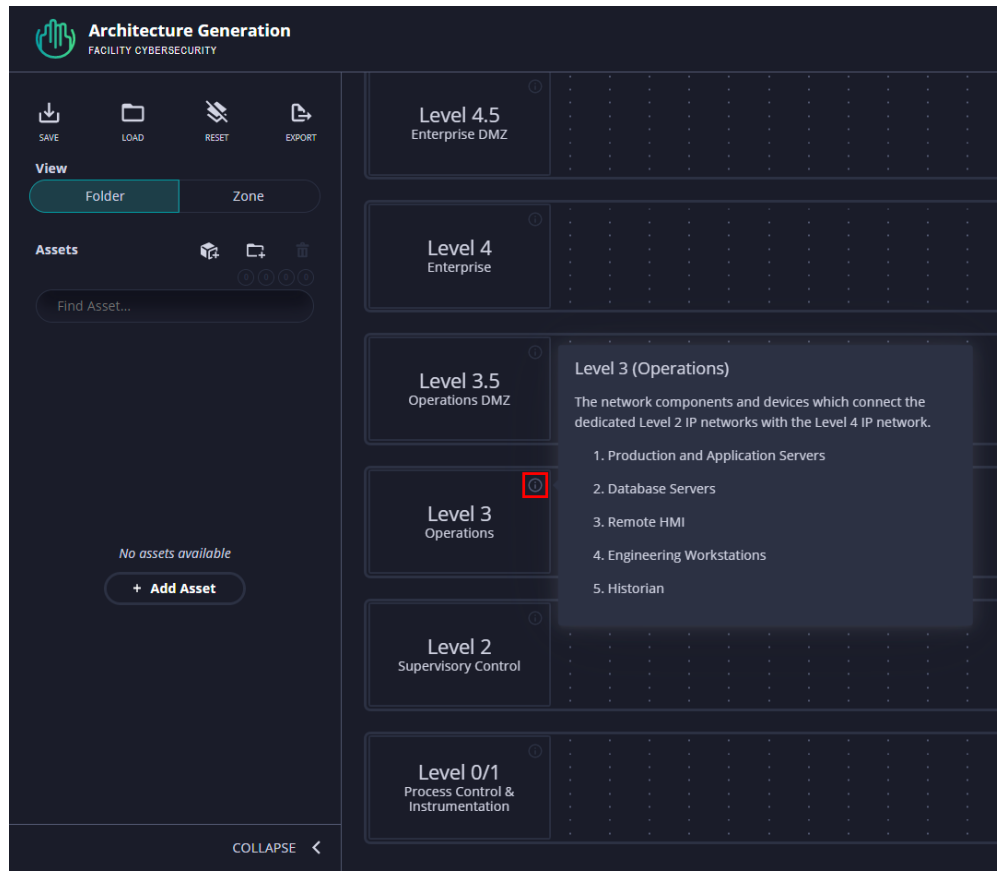 Architecture Generation
FACILITY CYBERSECURITY
SAVE
LOAD
RESET
EXPORT
View
Folder
Zone
Assets
Find Asset...
No assets available
+ Add Asset
COLLAPSE
Level 4.5
Enterprise DMZ
Level 4
Enterprise
Level 3.5
Operations DMZ
Level 3
Operations
Level 2
Supervisory Control
Level 0/1
Process Control &
Instrumentation
Level 3 (Operations)
The network components and devices which connect the
dedicated Level 2 IP networks with the Level 4 IP network.
1. Production and Application Servers
2. Database Servers
3. Remote HMI
4. Engineering Workstations
5. Historian